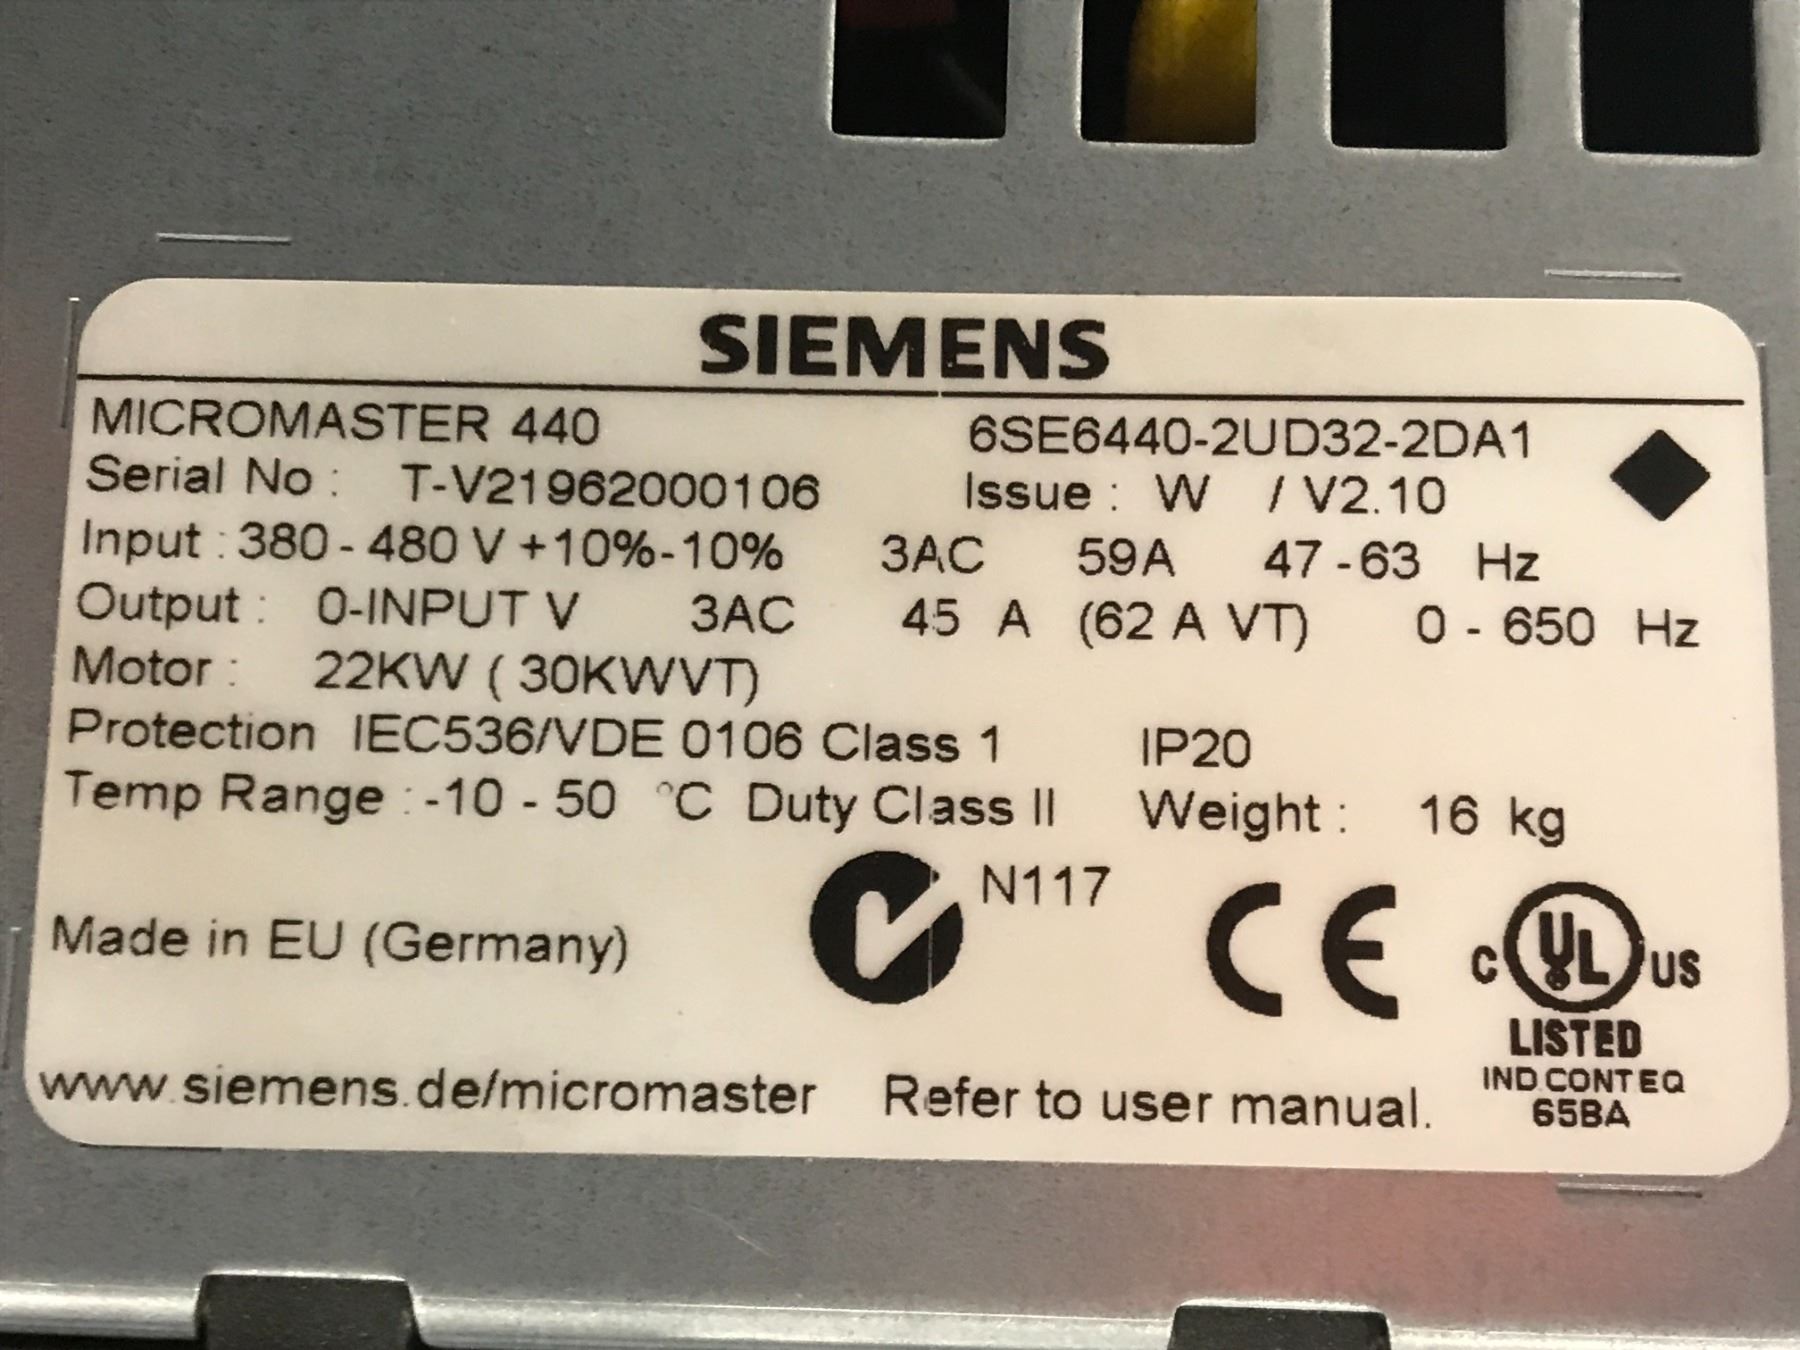 SIEMENS
MICROMASTER 440 6SE6440-2UD32-2DA1
Serial No : T-V21962000106 Issue : W / V2.10
Input : 380 - 480 V +10%-10% 3AC 59A 47 -63 Hz
Output : 0-INPUT V 3AC 45 A (62 A VT) 0 - 650 Hz
Motor : 22KW ( 30KWVT)
Protection IEC536/VDE 0106 Class 1 IP20
Temp Range : -10 - 50 °C Duty Class II Weight : 16 kg
N117
CE
Made in EU (Germany)
C UL US
LISTED
IND.CONT.EQ
65BA
www.siemens.de/micromaster Refer to user manual.